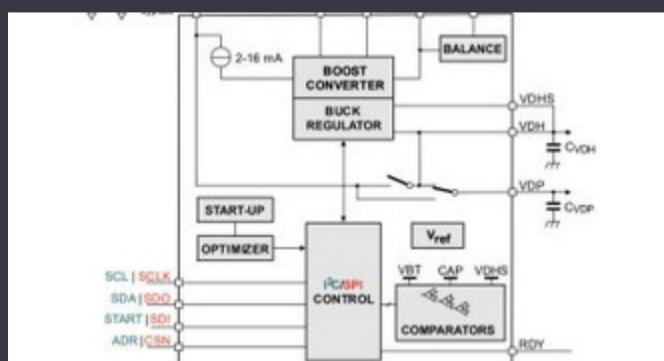 2-16 mA
BALANCE
BOOST
CONVERTER
BUCK
REGULATOR
VDHS
VDH
CVDH
VDP
CVDP
START-UP
OPTIMIZER
Vref
SCL | SCLK
SDA | SDO
START | SDI
ADR | CSN
I²C/SPI
CONTROL
VBT CAP VDHS
COMPARATORS
RDY